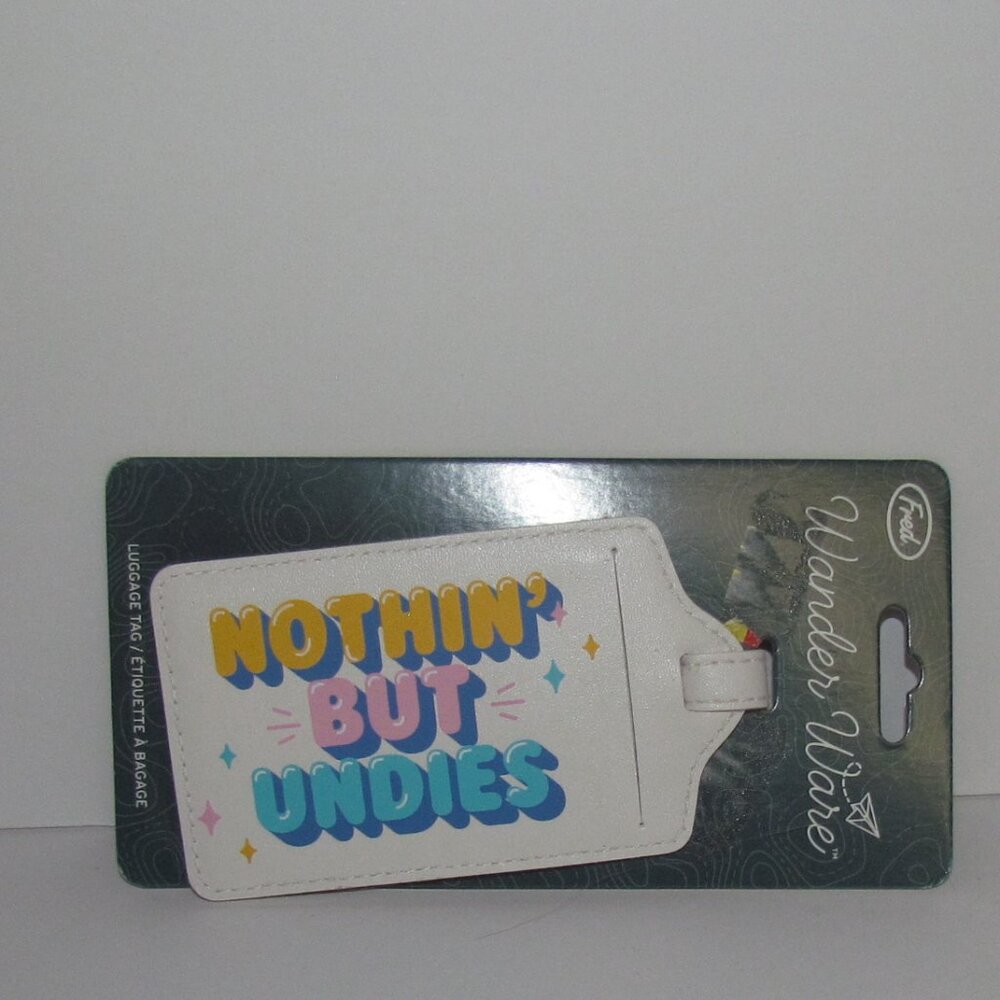 Fred.
Wander Ware™
NOTHIN'
BUT
UNDIES
LUGGAGE TAG / ÉTIQUETTE À BAGAGE